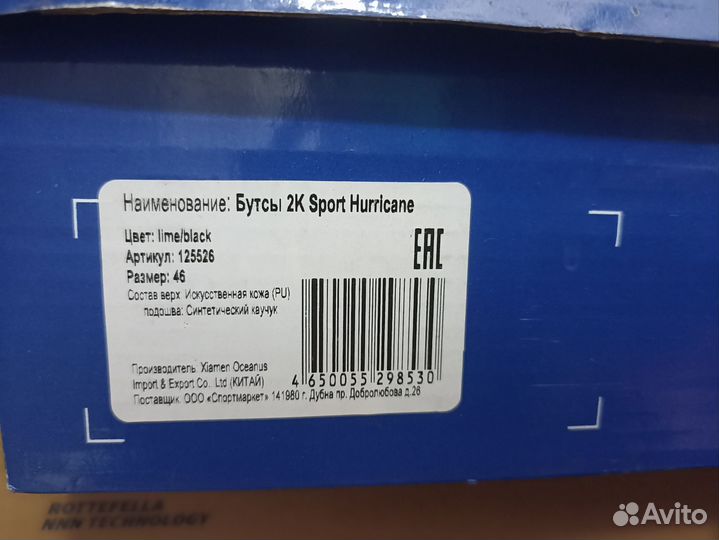 Наименование: Бутсы 2K Sport Hurricane
Цвет: lime/black
Артикул: 125526
Размер: 46
Состав верх: Искусственная кожа (PU)
подошва: Синтетический каучук
EAC
Производитель: Xiamen Oceanus
Import & Export Co. Ltd (КИТАЙ)
Поставщик: ООО «Спортмаркет» 141980 г. Дубна пр. Добролюбова д.26
4 650055 298530
ROTTEFELLA
NNN TECHNOLOGY
Avito